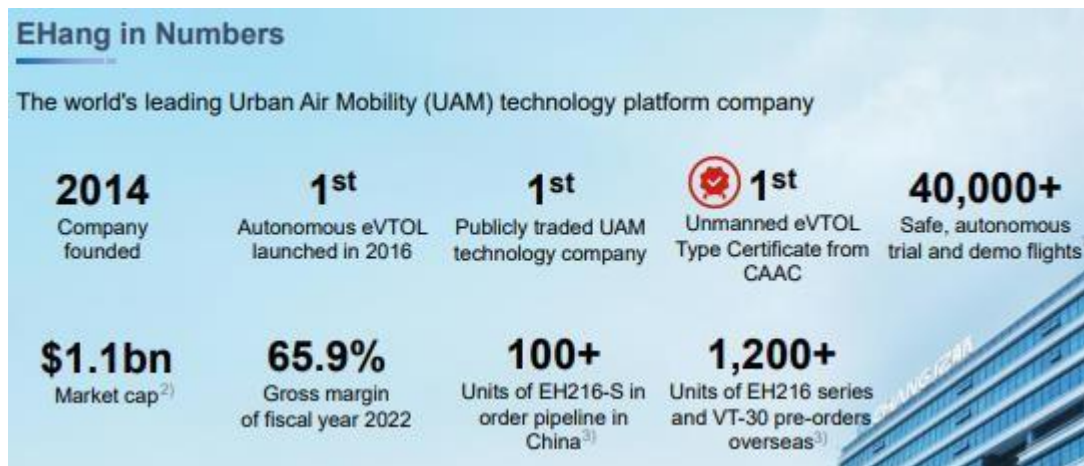 EHang in Numbers
The world's leading Urban Air Mobility (UAM) technology platform company
2014
Company
founded
1st
Autonomous eVTOL
launched in 2016
1st
Publicly traded UAM
technology company
1st
Unmanned eVTOL
Type Certificate from
CAAC
40,000+
Safe, autonomous
trial and demo flights
$1.1bn
Market cap2)
65.9%
Gross margin
of fiscal year 2022
100+
Units of EH216-S in
order pipeline in
China3)
1,200+
Units of EH216 series
and VT-30 pre-orders
overseas3)